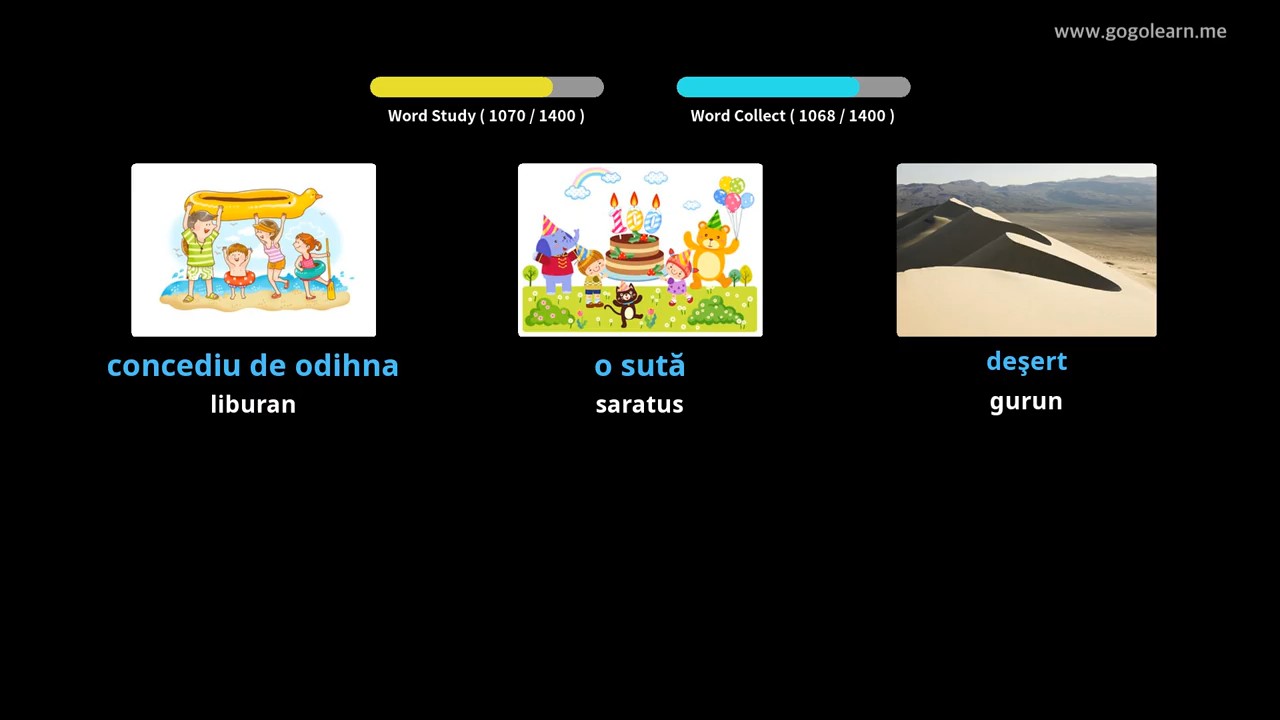 www.gogolearn.me
Word Study ( 1070 / 1400 )
Word Collect ( 1068 / 1400 )
100
concediu de odihna
liburan
o sută
saratus
deşert
gurun